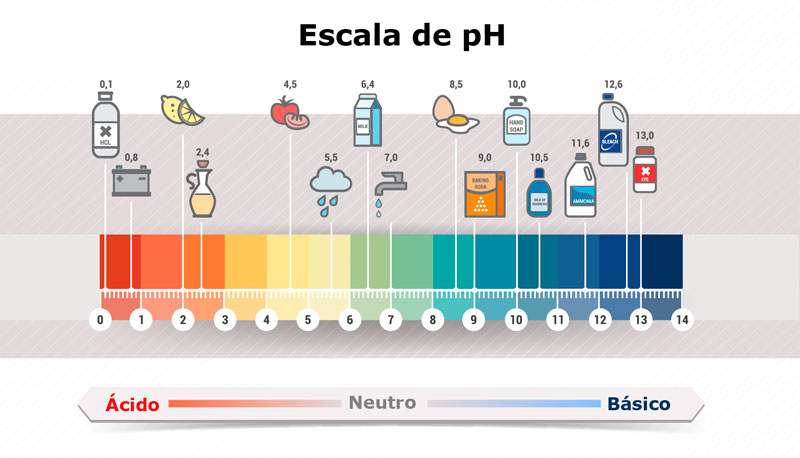 Escala de pH
0,1
2,0
4,5
6,4
8,5
10,0
12,6
HCL
MILK
HAND
SOAP
BLEACH
0,8
2,4
5,5
7,0
9,0
10,5
11,6
13,0
BAKING
SODA
MILK OF
MAGNESIA
AMMONIA
LYE
0 1 2 3 4 5 6 7 8 9 10 11 12 13 14
Ácido Neutro Básico